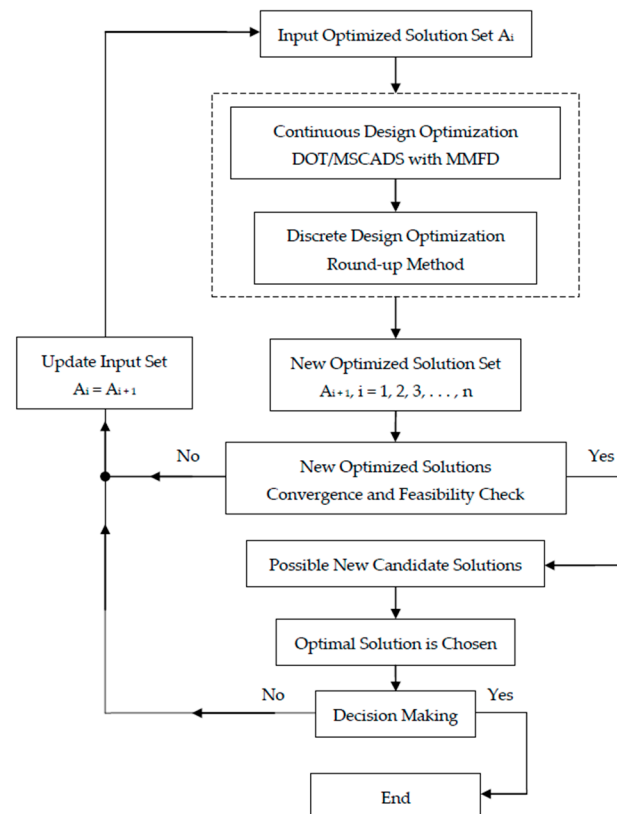 Input Optimized Solution Set Ai
Continuous Design Optimization
DOT/MSCADS with MMFD
Discrete Design Optimization
Round-up Method
Update Input Set
Ai = Ai + 1
New Optimized Solution Set
Ai+1, i = 1, 2, 3, . . . , n
No
New Optimized Solutions
Convergence and Feasibility Check
Yes
Possible New Candidate Solutions
Optimal Solution is Chosen
No
Decision Making
Yes
End